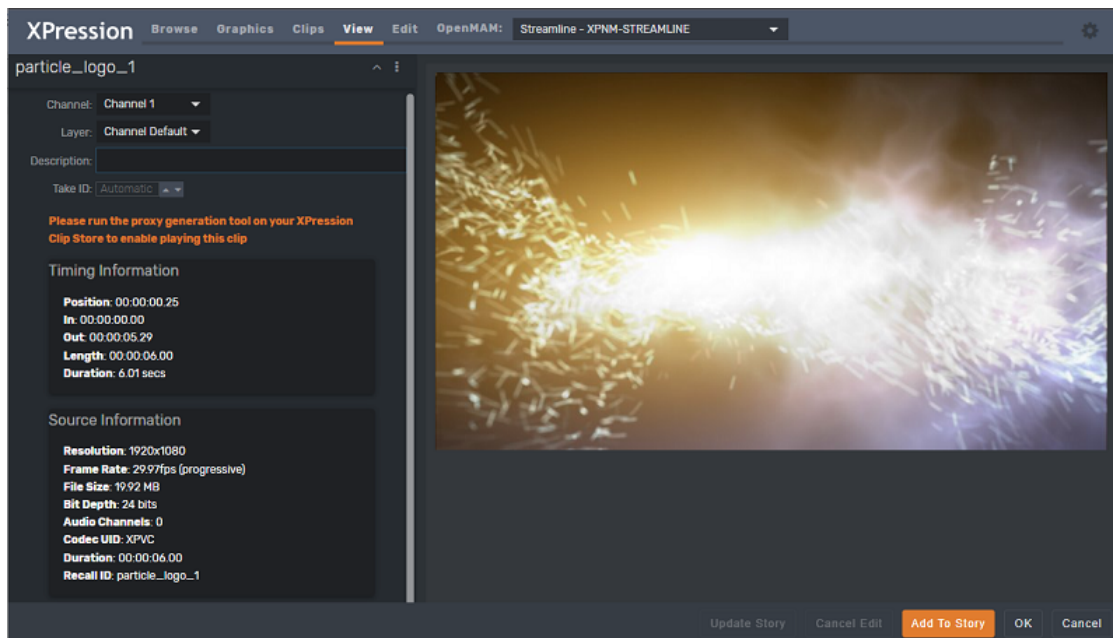 XPression Browse Graphics Clips View Edit OpenMAM: Streamline - XPNM-STREAMLINE
particle_logo_1
Channel: Channel 1
Layer: Channel Default
Description:
Take ID: Automatic
Please run the proxy generation tool on your XPression
Clip Store to enable playing this clip
Timing Information
Position: 00:00:00.25
In: 00:00:00.00
Out: 00:00:05.29
Length: 00:00:06.00
Duration: 6.01 secs
Source Information
Resolution: 1920x1080
Frame Rate: 29.97fps (progressive)
File Size: 19.92 MB
Bit Depth: 24 bits
Audio Channels: 0
Codec UID: XPVC
Duration: 00:00:06.00
Recall ID: particle_logo_1
Update Story Cancel Edit Add To Story OK Cancel